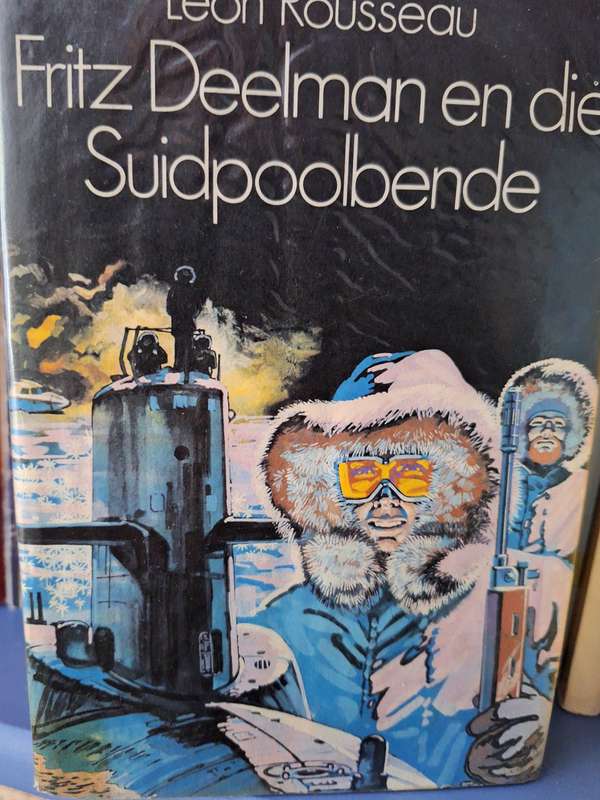 Leon Rousseau
Fritz Deelman en die
Suidpoolbende